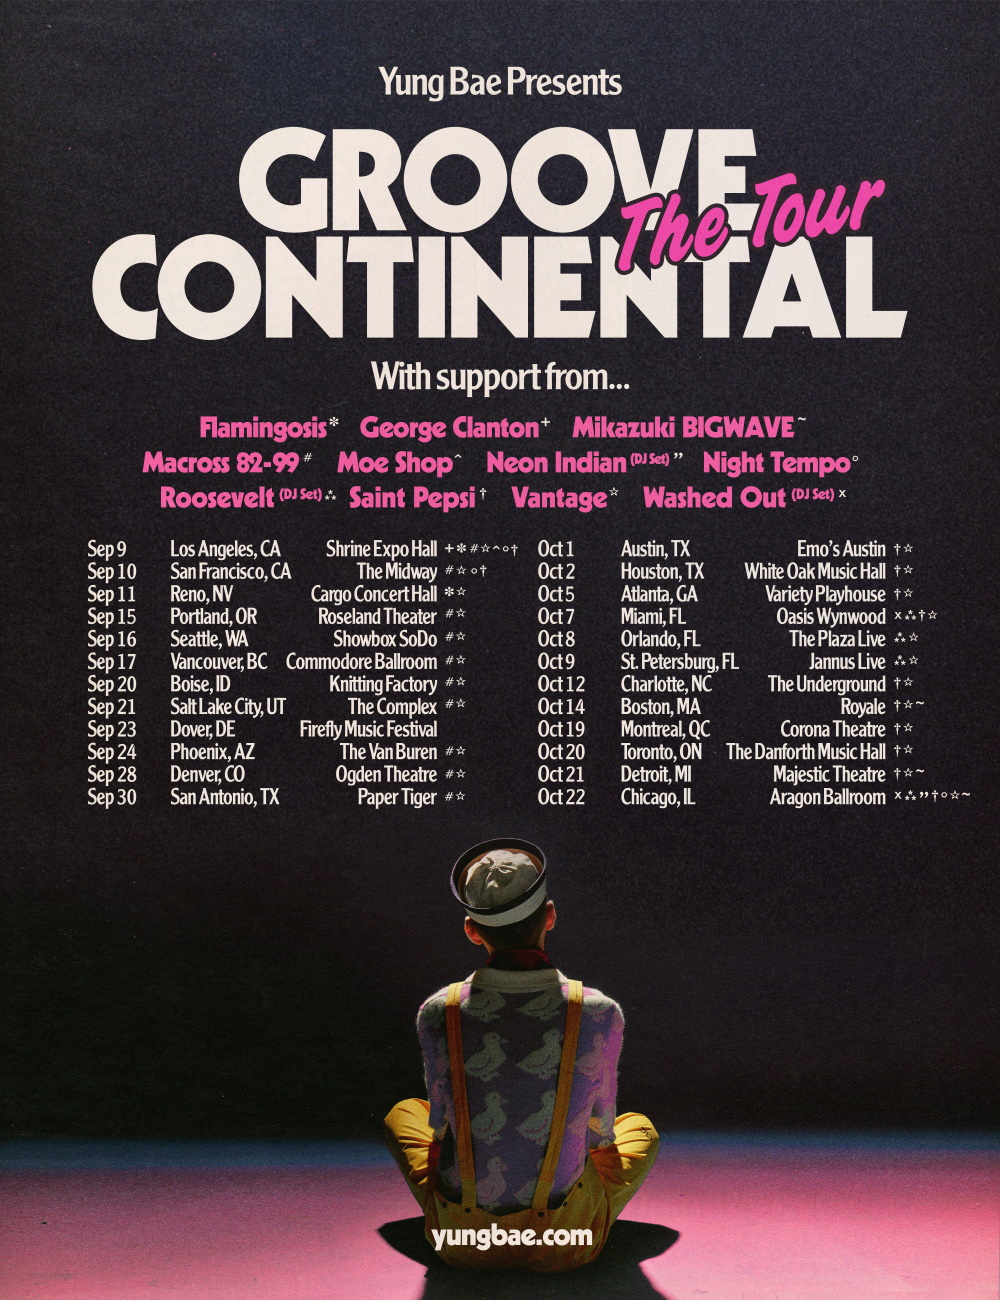 Yung Bae Presents
GROOVE
CONTINENTAL
The Tour
With support from...
Flamingosis✽ George Clanton+ Mikazuki BIGWAVE~
Macross 82-99# Moe Shop^ Neon Indian (DJ Set)” Night Tempo°
Roosevelt (DJ Set)⁂ Saint Pepsi† Vantage☆ Washed Out (DJ Set)x
Sep 9 Los Angeles, CA Shrine Expo Hall +✽#☆^°†
Sep 10 San Francisco, CA The Midway #☆°†
Sep 11 Reno, NV Cargo Concert Hall ✽☆
Sep 15 Portland, OR Roseland Theater #☆
Sep 16 Seattle, WA Showbox SoDo #☆
Sep 17 Vancouver, BC Commodore Ballroom #☆
Sep 20 Boise, ID Knitting Factory #☆
Sep 21 Salt Lake City, UT The Complex #☆
Sep 23 Dover, DE Firefly Music Festival
Sep 24 Phoenix, AZ The Van Buren #☆
Sep 28 Denver, CO Ogden Theatre #☆
Sep 30 San Antonio, TX Paper Tiger #☆
Oct 1 Austin, TX Emo's Austin †☆
Oct 2 Houston, TX White Oak Music Hall †☆
Oct 5 Atlanta, GA Variety Playhouse †☆
Oct 7 Miami, FL Oasis Wynwood x⁂†☆
Oct 8 Orlando, FL The Plaza Live ⁂☆
Oct 9 St. Petersburg, FL Jannus Live ⁂☆
Oct 12 Charlotte, NC The Underground †☆
Oct 14 Boston, MA Royale †☆~
Oct 19 Montreal, QC Corona Theatre †☆
Oct 20 Toronto, ON The Danforth Music Hall †☆
Oct 21 Detroit, MI Majestic Theatre †☆~
Oct 22 Chicago, IL Aragon Ballroom x⁂”†°☆~
yungbae.com